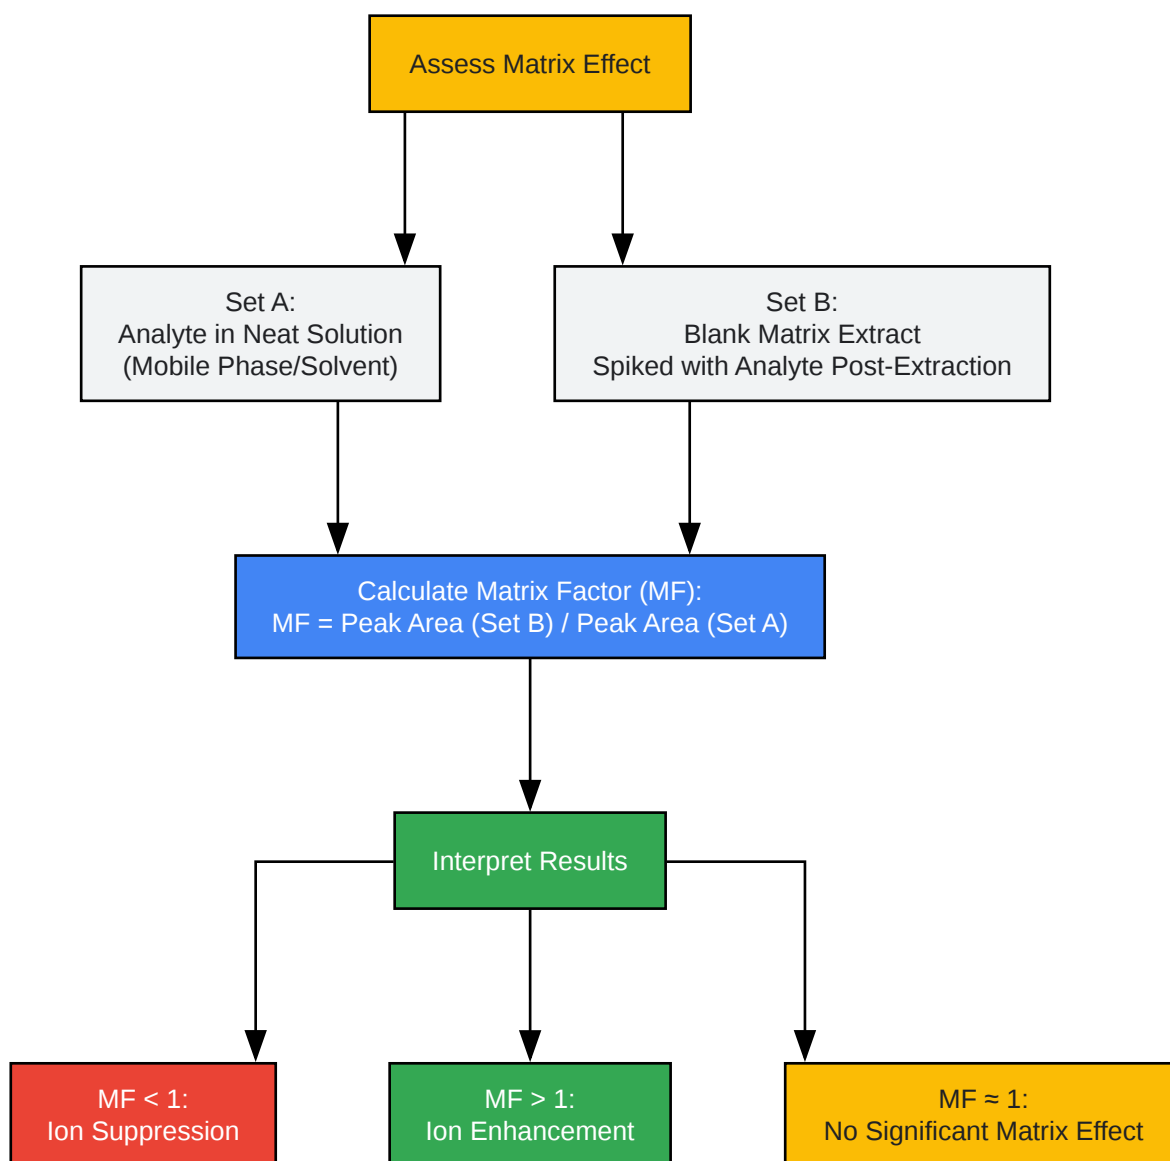 Assess Matrix Effect
Set A:
Analyte in Neat Solution
(Mobile Phase/Solvent)
Set B:
Blank Matrix Extract
Spiked with Analyte Post-Extraction
Calculate Matrix Factor (MF):
MF = Peak Area (Set B) / Peak Area (Set A)
Interpret Results
MF < 1:
Ion Suppression
MF > 1:
Ion Enhancement
MF ≈ 1:
No Significant Matrix Effect